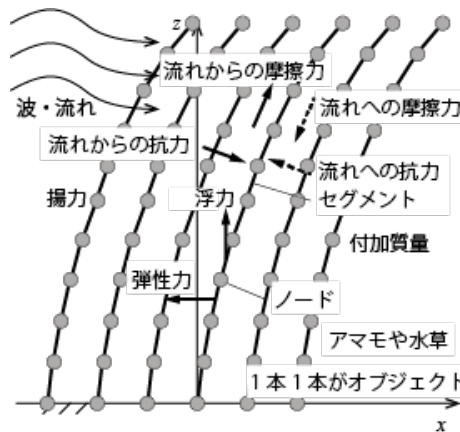 z
流れからの摩擦力
波・流れ
流れへの摩擦力
流れからの抗力
流れへの抗力
揚力
浮力
セグメント
付加質量
弾性力
ノード
アマモや水草
1本1本がオブジェクト
x